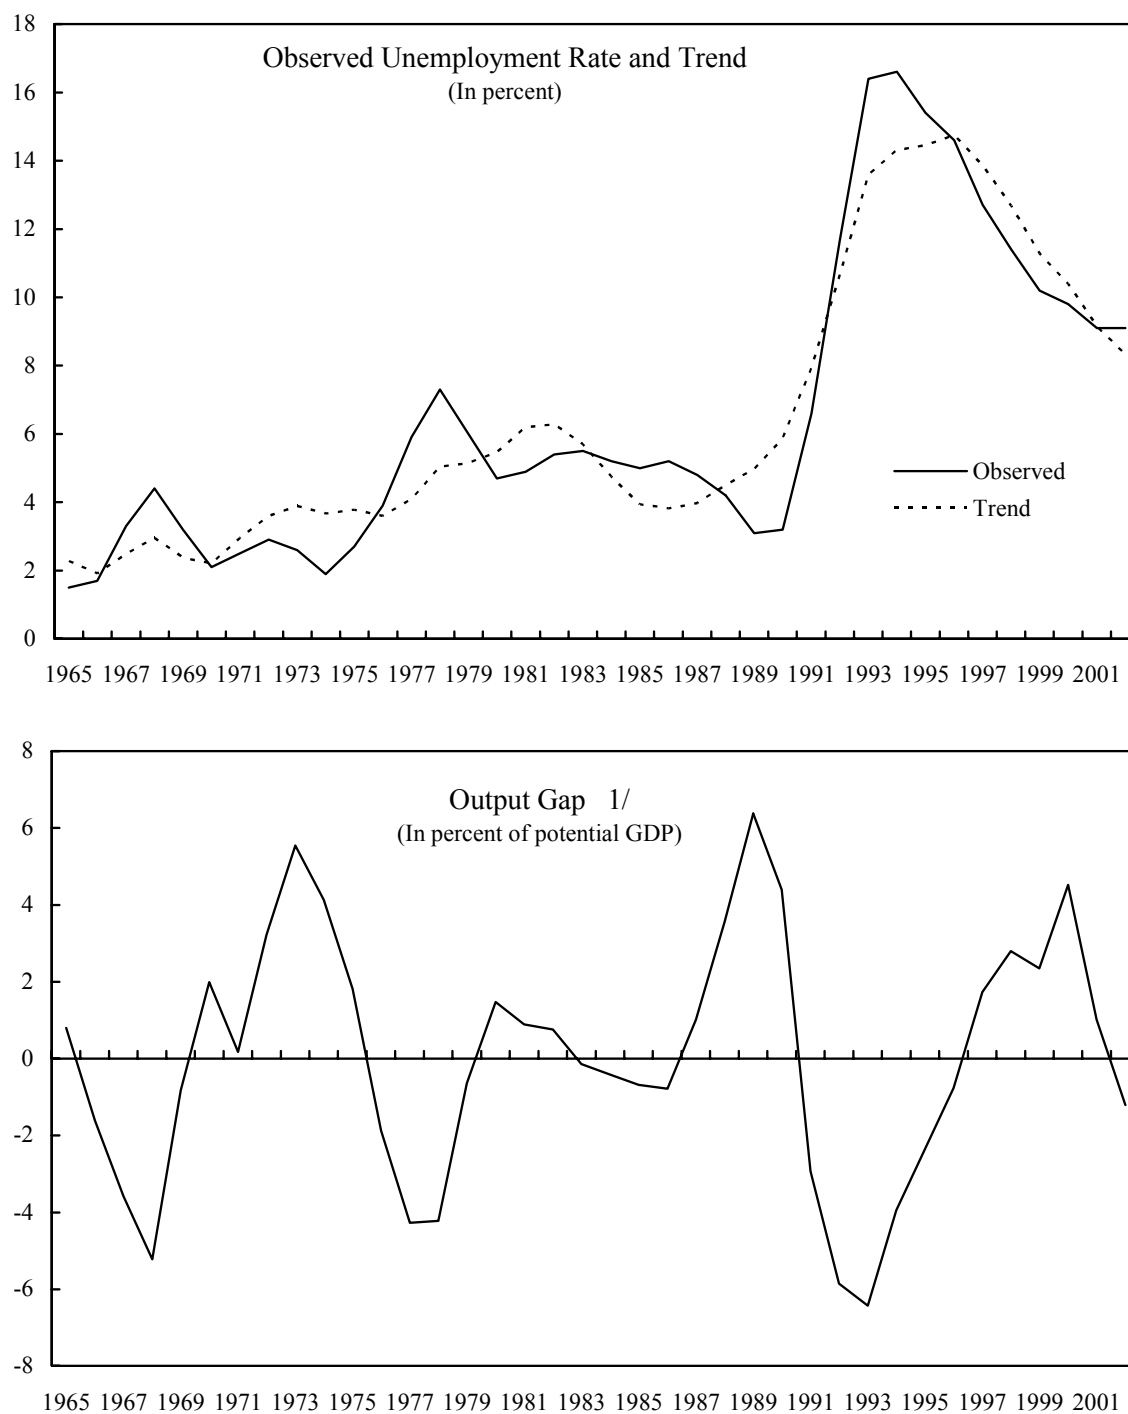 18
Observed Unemployment Rate and Trend
(In percent)
16
14
12
10
8
6
Observed
4
Trend
2
0
1965 1967 1969 1971 1973 1975 1977 1979 1981 1983 1985 1987 1989 1991 1993 1995 1997 1999 2001
8
Output Gap 1/
(In percent of potential GDP)
6
4
2
0
-2
-4
-6
-8
1965 1967 1969 1971 1973 1975 1977 1979 1981 1983 1985 1987 1989 1991 1993 1995 1997 1999 2001